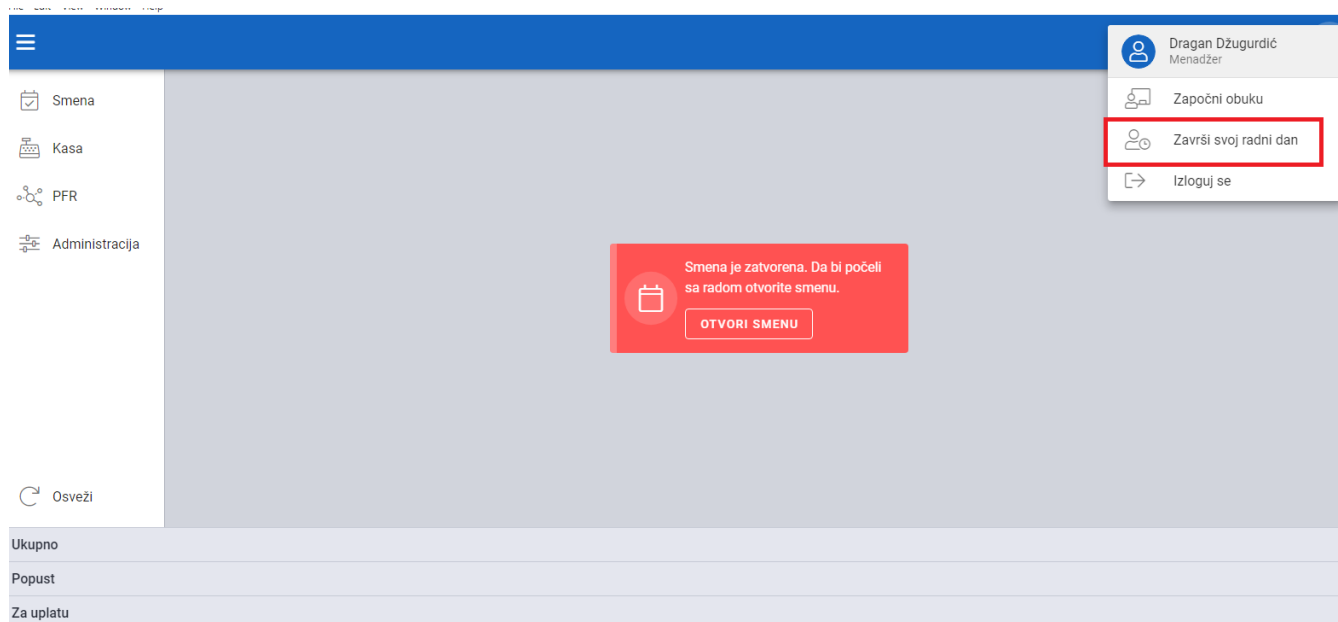 Dragan Džugurdić
Menadžer
Smena
Započni obuku
Kasa
Završi svoj radni dan
PFR
Izloguj se
Administracija
Smena je zatvorena. Da bi počeli
sa radom otvorite smenu.
OTVORI SMENU
Osveži
Ukupno
Popust
Za uplatu